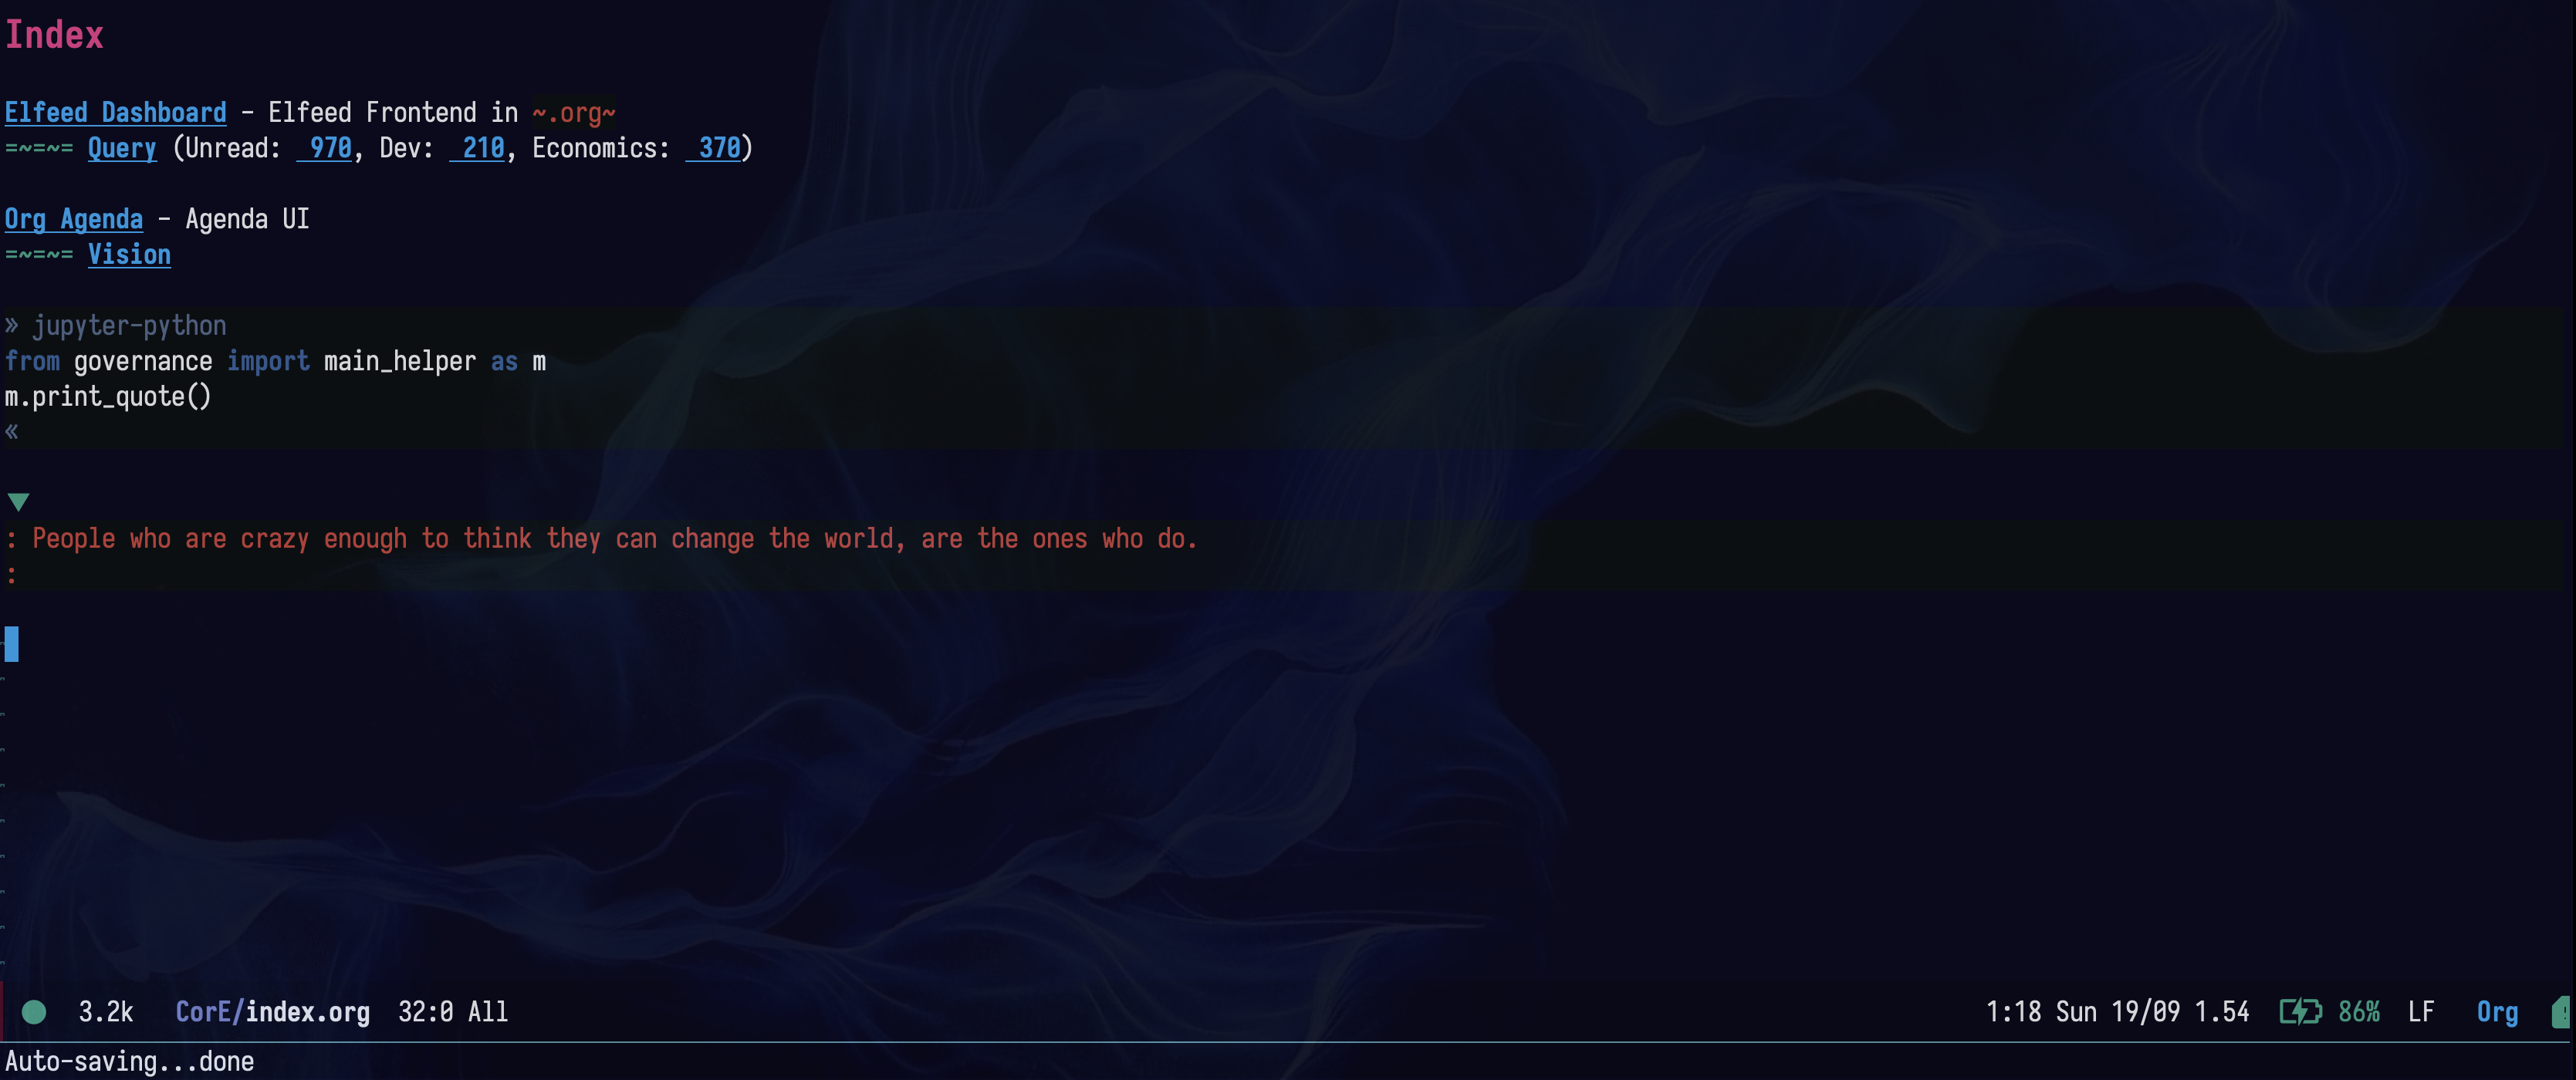 Index
Elfeed Dashboard - Elfeed Frontend in ~.org~
=~=~= Query (Unread: 970, Dev: 210, Economics: 370)
Org Agenda - Agenda UI
=~=~= Vision
» jupyter-python
from governance import main_helper as m
m.print_quote()
«
▼
: People who are crazy enough to think they can change the world, are the ones who do.
:
3.2k CorE/index.org 32:0 All 1:18 Sun 19/09 1.54 86% LF Org
Auto-saving...done